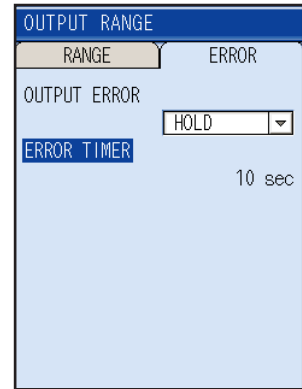 OUTPUT RANGE
RANGE ERROR
OUTPUT ERROR
HOLD
ERROR TIMER
10 sec